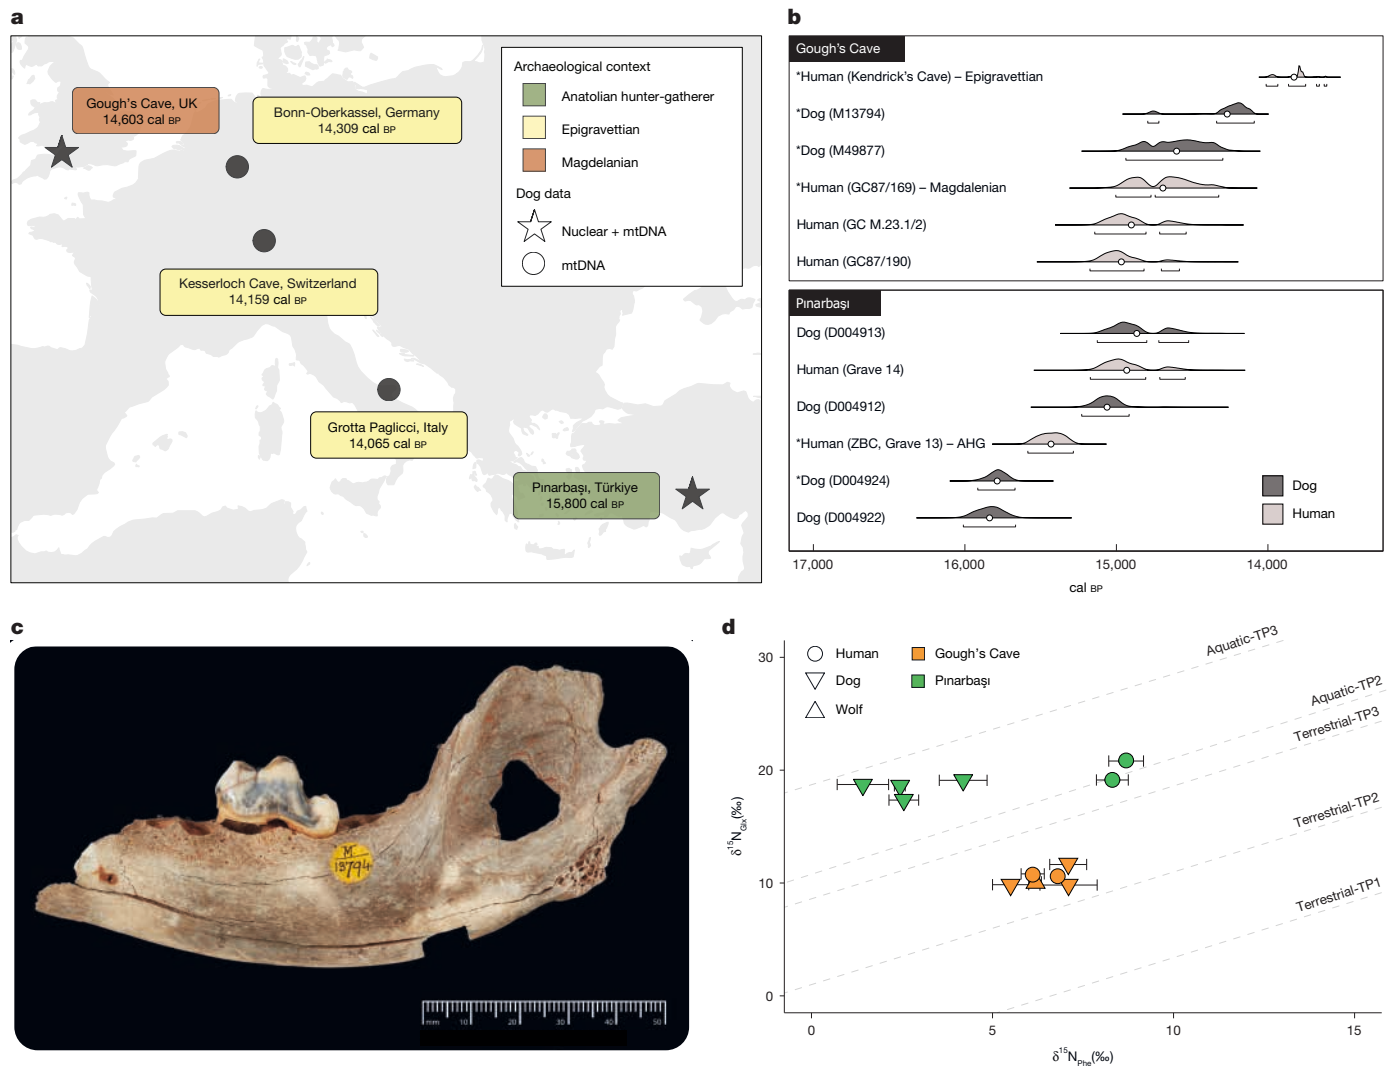 a
Gough's Cave, UK
14,603 cal BP
Bonn-Oberkassel, Germany
14,309 cal BP
Kesserloch Cave, Switzerland
14,159 cal BP
Grotta Paglicci, Italy
14,065 cal BP
Pınarbaşı, Türkiye
15,800 cal BP
Archaeological context
Anatolian hunter-gatherer
Epigravettian
Magdelanian
Dog data
Nuclear + mtDNA
mtDNA
b
Gough's Cave
*Human (Kendrick's Cave) – Epigravettian
*Dog (M13794)
*Dog (M49877)
*Human (GC87/169) – Magdalenian
Human (GC M.23.1/2)
Human (GC87/190)
Pınarbaşı
Dog (D004913)
Human (Grave 14)
Dog (D004912)
*Human (ZBC, Grave 13) – AHG
*Dog (D004924)
Dog (D004922)
Dog
Human
17,000 16,000 15,000 14,000
cal BP
c
M
13794
mm 10 20 30 40 50
d
Human
Dog
Wolf
Gough's Cave
Pınarbaşı
Aquatic-TP3
Aquatic-TP2
Terrestrial-TP3
Terrestrial-TP2
Terrestrial-TP1
30
20
10
0
δ15NGlx(‰)
0 5 10 15
δ15NPhe(‰)